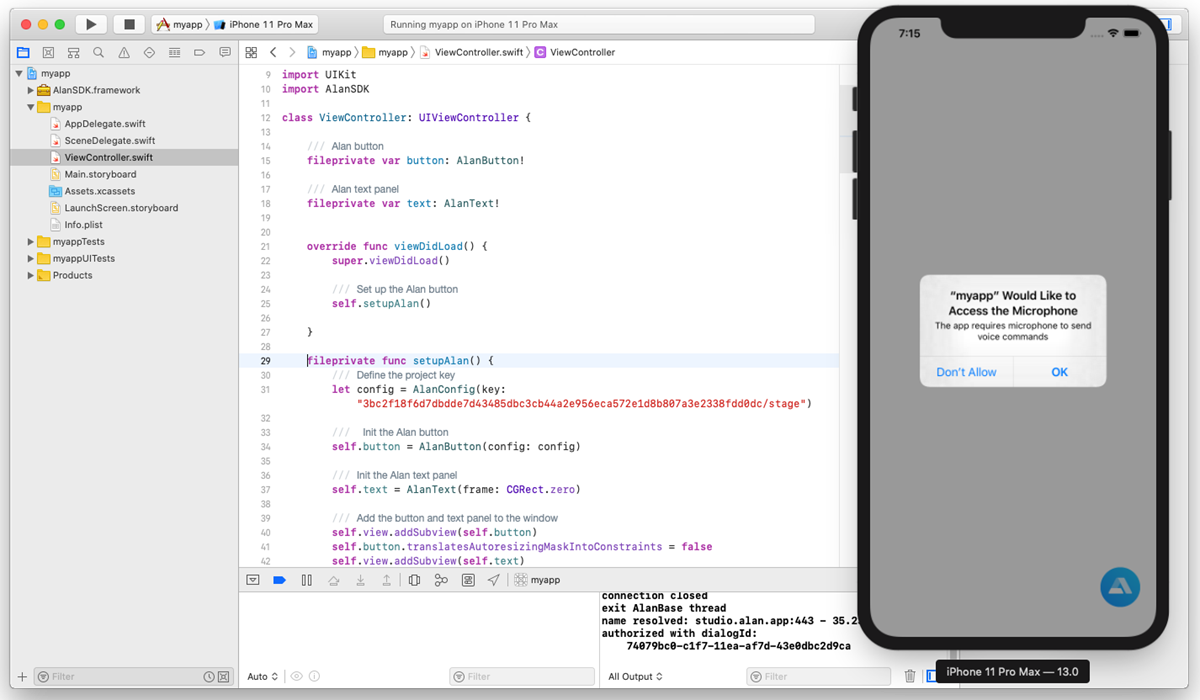 myapp 〉 iPhone 11 Pro Max
Running myapp on iPhone 11 Pro Max
myapp 〉 myapp 〉 ViewController.swift 〉 C ViewController
myapp
AlanSDK.framework
myapp
AppDelegate.swift
SceneDelegate.swift
ViewController.swift
Main.storyboard
Assets.xcassets
LaunchScreen.storyboard
Info.plist
myappTests
myappUITests
Products
9 import UIKit
10 import AlanSDK
11
12 class ViewController: UIViewController {
13
14 /// Alan button
15 fileprivate var button: AlanButton!
16
17 /// Alan text panel
18 fileprivate var text: AlanText!
19
20
21 override func viewDidLoad() {
22 super.viewDidLoad()
23
24 /// Set up the Alan button
25 self.setupAlan()
26
27 }
28
29 fileprivate func setupAlan() {
30 /// Define the project key
31 let config = AlanConfig(key:
"3bc2f18f6d7dbdde7d43485dbc3cb44a2e956eca572e1d8b807a3e2338fdd0dc/stage")
32
33 /// Init the Alan button
34 self.button = AlanButton(config: config)
35
36 /// Init the Alan text panel
37 self.text = AlanText(frame: CGRect.zero)
38
39 /// Add the button and text panel to the window
40 self.view.addSubview(self.button)
41 self.button.translatesAutoresizingMaskIntoConstraints = false
42 self.view.addSubview(self.text)
myapp
connection closed
exit AlanBase thread
name resolved: studio.alan.app:443 - 35.2
authorized with dialogId:
74079bc0-c1f7-11ea-af7d-43e0dbc2d9ca
Filter
Auto
Filter
All Output
Filter
7:15
“myapp” Would Like to
Access the Microphone
The app requires microphone to send
voice commands
Don’t Allow
OK
iPhone 11 Pro Max — 13.0